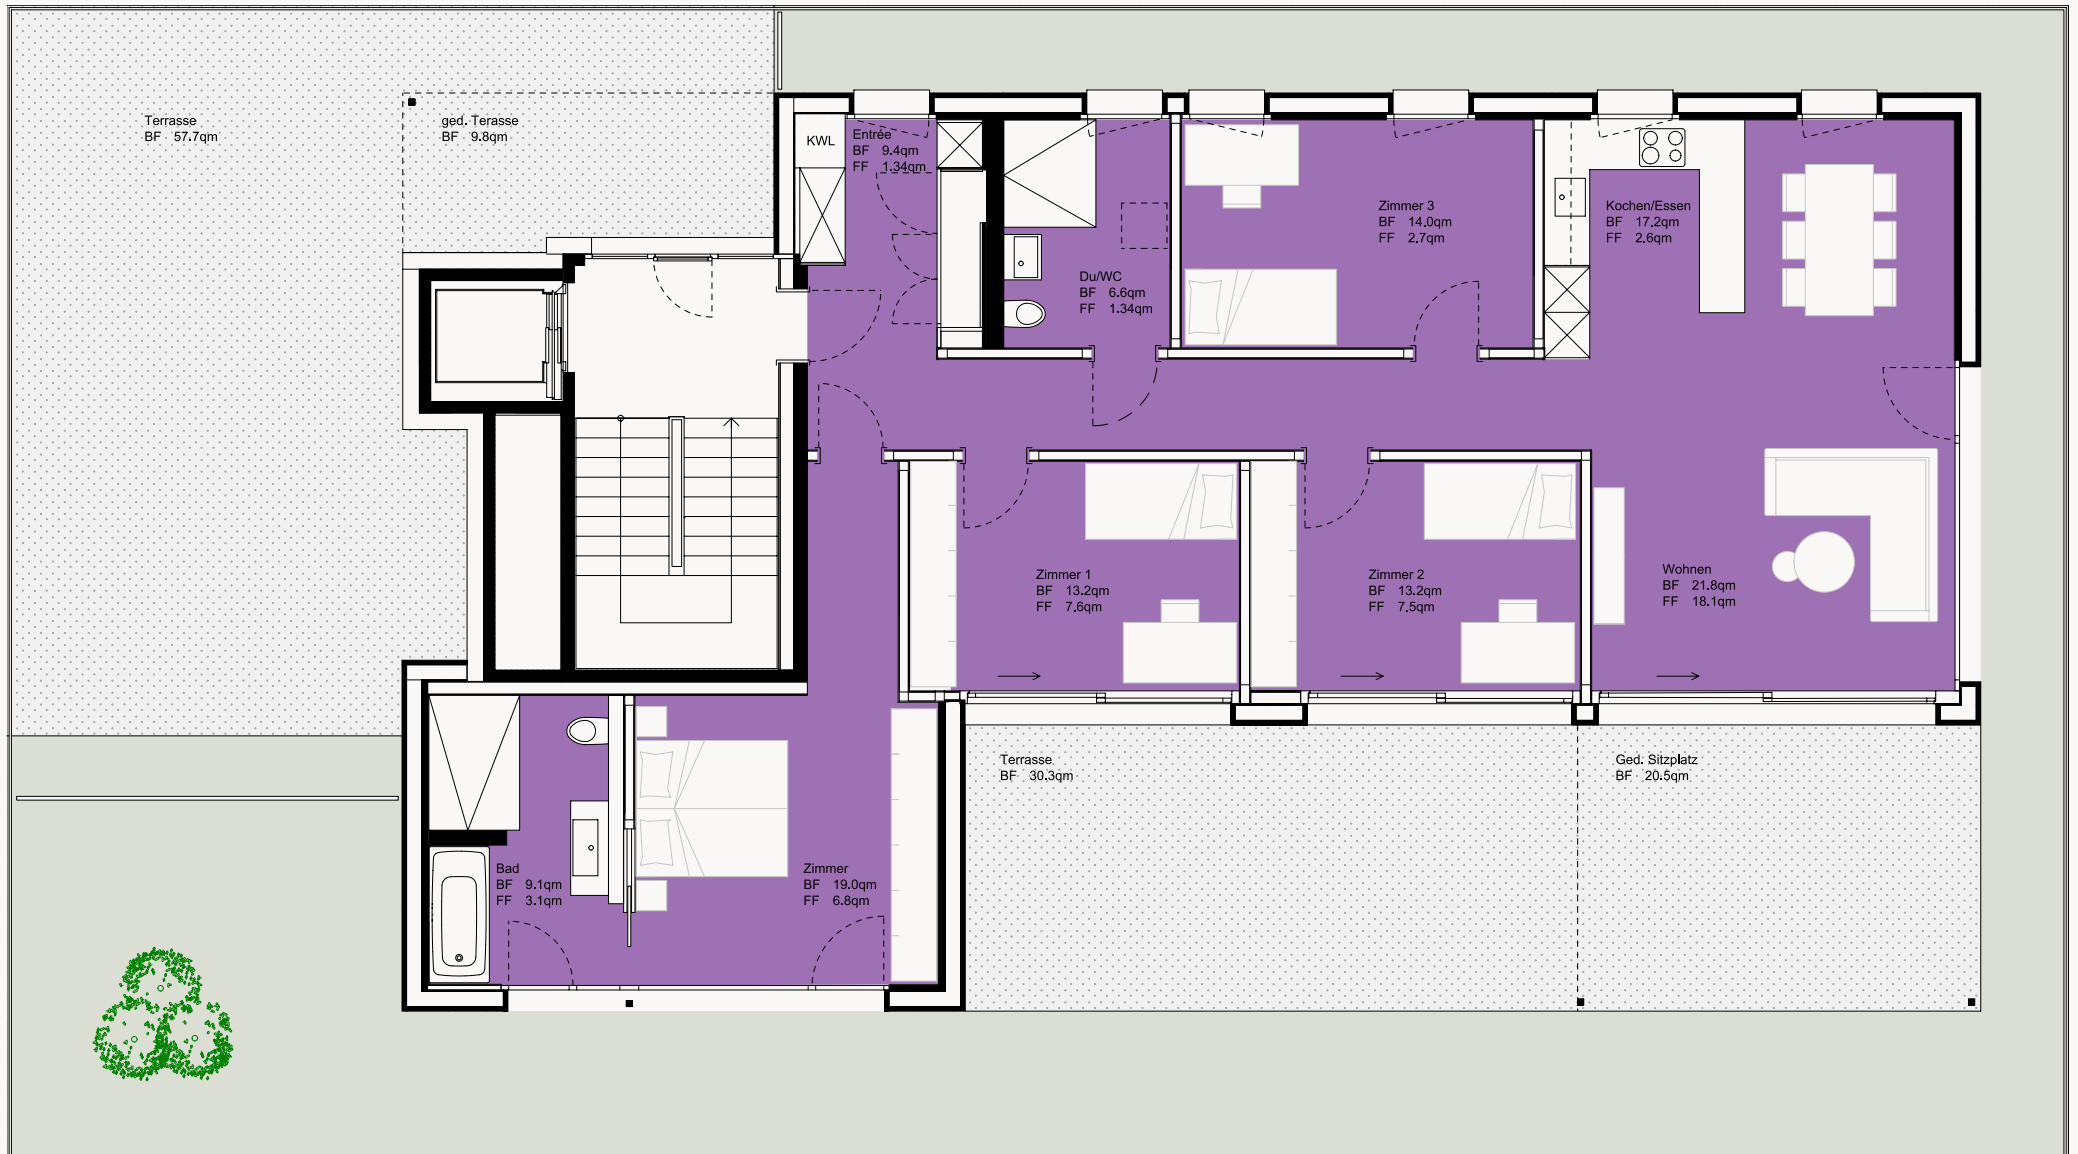 Terrasse
BF 57.7qm
ged. Terasse
BF 9.8qm
KWL
Entrée
BF 9.4qm
FF 1.34qm
Zimmer 3
BF 14.0qm
FF 2.7qm
Kochen/Essen
BF 17.2qm
FF 2.6qm
Du/WC
BF 6.6qm
FF 1.34qm
Zimmer 1
BF 13.2qm
FF 7.6qm
Zimmer 2
BF 13.2qm
FF 7.5qm
Wohnen
BF 21.8qm
FF 18.1qm
Terrasse
BF 30.3qm
Ged. Sitzplatz
BF 20.5qm
Bad
BF 9.1qm
FF 3.1qm
Zimmer
BF 19.0qm
FF 6.8qm